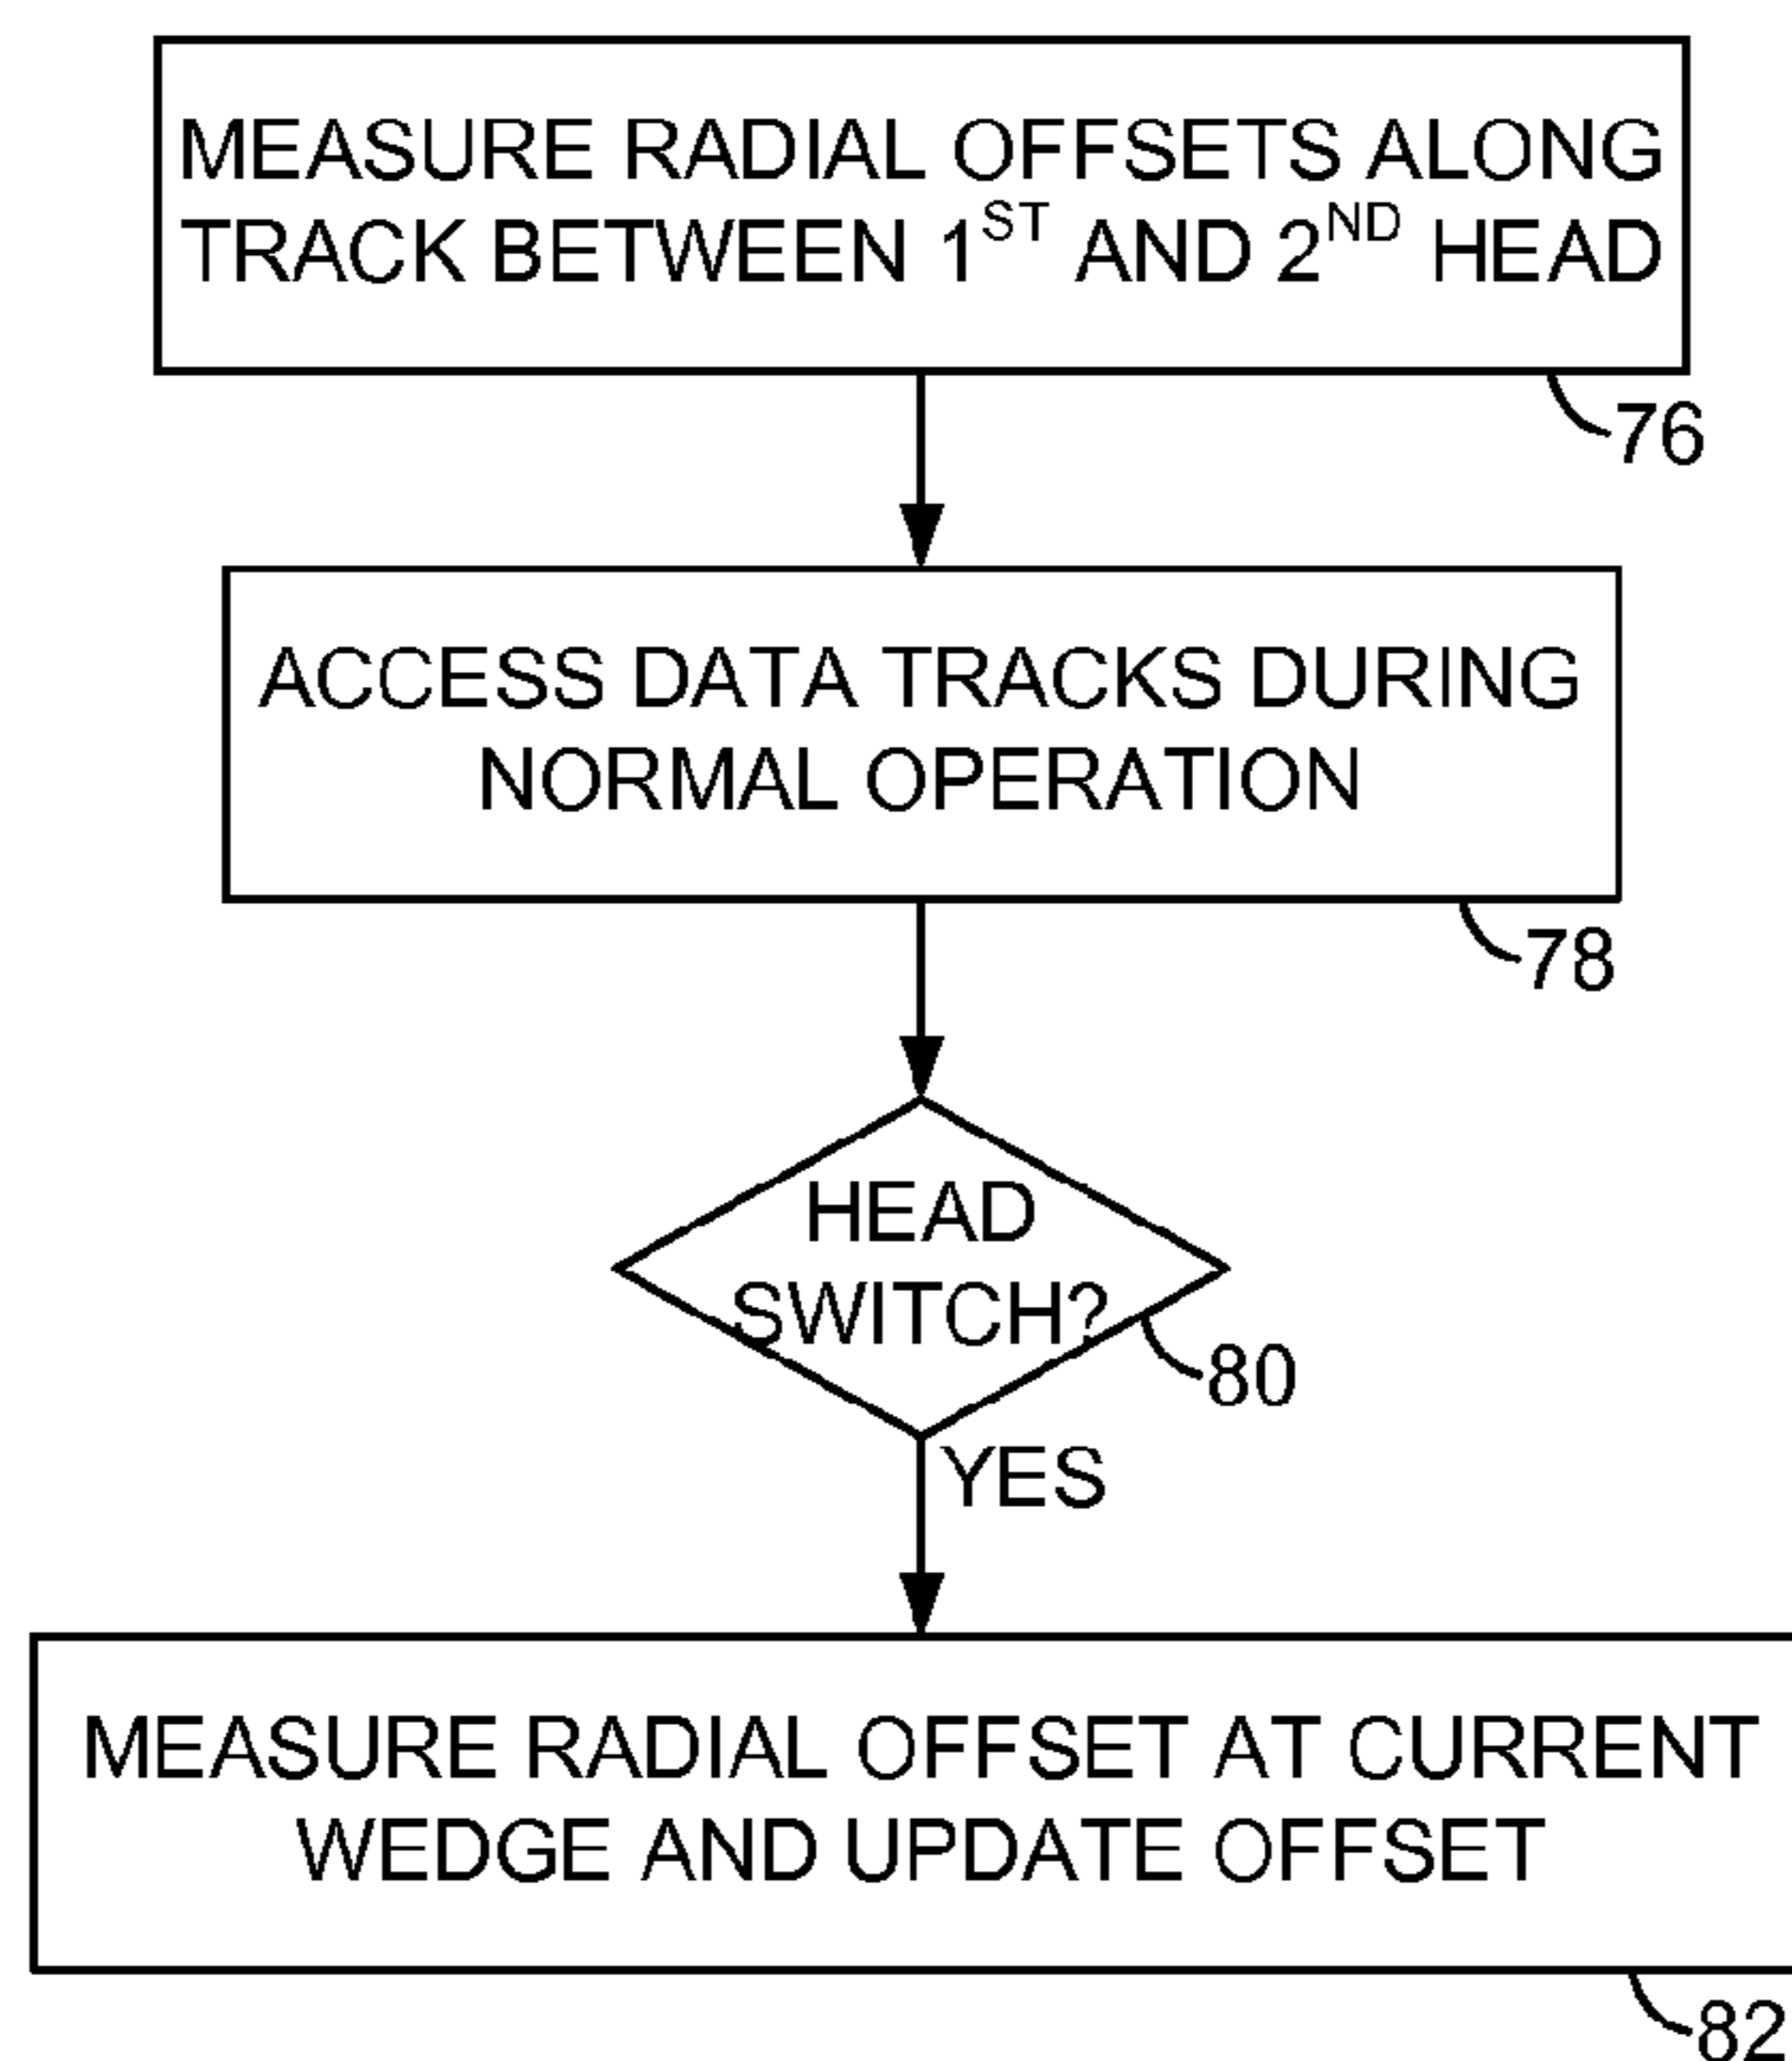 MEASURE RADIAL OFFSETS ALONG
TRACK BETWEEN 1ST AND 2ND HEAD
76
ACCESS DATA TRACKS DURING
NORMAL OPERATION
78
HEAD
SWITCH?
80
YES
MEASURE RADIAL OFFSET AT CURRENT
WEDGE AND UPDATE OFFSET
82